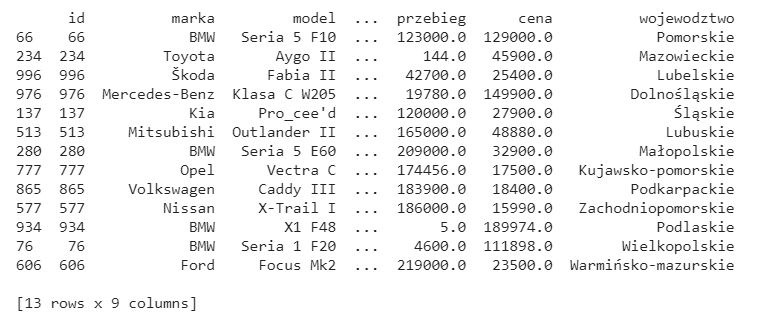 id marka model ... przebieg cena wojewodztwo
66 66 BMW Seria 5 F10 ... 123000.0 129000.0 Pomorskie
234 234 Toyota Aygo II ... 144.0 45900.0 Mazowieckie
996 996 Škoda Fabia II ... 42700.0 25400.0 Lubelskie
976 976 Mercedes-Benz Klasa C W205 ... 19780.0 149900.0 Dolnośląskie
137 137 Kia Pro_cee'd ... 120000.0 27900.0 Śląskie
513 513 Mitsubishi Outlander II ... 165000.0 48880.0 Lubuskie
280 280 BMW Seria 5 E60 ... 209000.0 32900.0 Małopolskie
777 777 Opel Vectra C ... 174456.0 17500.0 Kujawsko-pomorskie
865 865 Volkswagen Caddy III ... 183900.0 18400.0 Podkarpackie
577 577 Nissan X-Trail I ... 186000.0 15990.0 Zachodniopomorskie
934 934 BMW X1 F48 ... 5.0 189974.0 Podlaskie
76 76 BMW Seria 1 F20 ... 4600.0 111898.0 Wielkopolskie
606 606 Ford Focus Mk2 ... 219000.0 23500.0 Warmińsko-mazurskie
[13 rows x 9 columns]